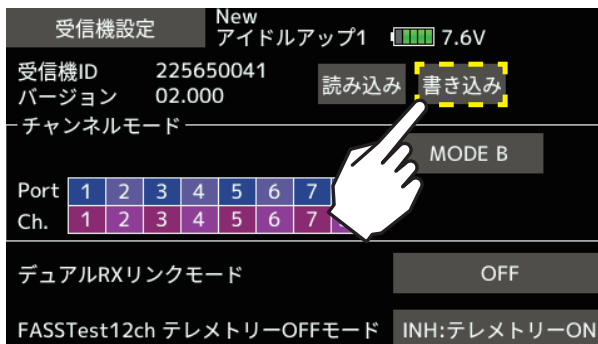 受信機設定
New
アイドルアップ1 7.6V
受信機ID 225650041 読み込み 書き込み
バージョン 02.000
チャンネルモード
MODE B
Port 1 2 3 4 5 6 7
Ch. 1 2 3 4 5 6 7
デュアルRXリンクモード OFF
FASSTest12ch テレメトリーOFFモード INH:テレメトリーON